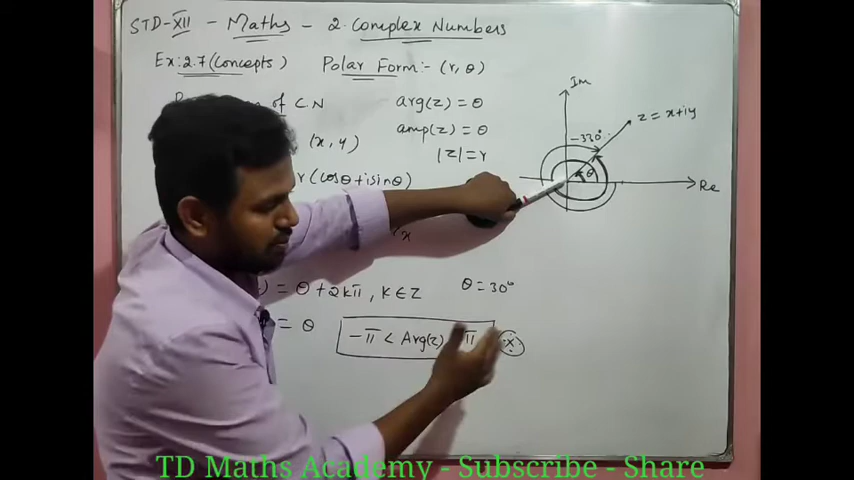 STD-XII - Maths - 2. Complex Numbers
Ex: 2.7 (Concepts) Polar Form:- (r, θ)
of C.N arg(z) = θ
(x, y) amp(z) = θ
|z| = r
r(cosθ + i sinθ)
x
= θ + 2kπ, k ∈ Z θ = 30°
= θ -π < Arg(z) π
Im
z = x+iy
-330°
θ
Re
TD Maths Academy - Subscribe - Share